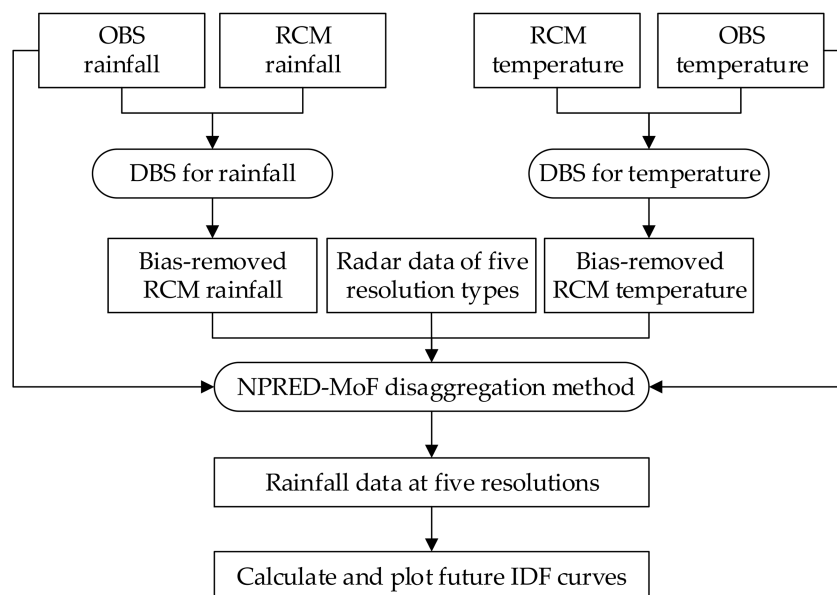 OBS
rainfall
RCM
rainfall
RCM
temperature
OBS
temperature
DBS for rainfall
DBS for temperature
Bias-removed
RCM rainfall
Radar data of five
resolution types
Bias-removed
RCM temperature
NPRED-MoF disaggregation method
Rainfall data at five resolutions
Calculate and plot future IDF curves